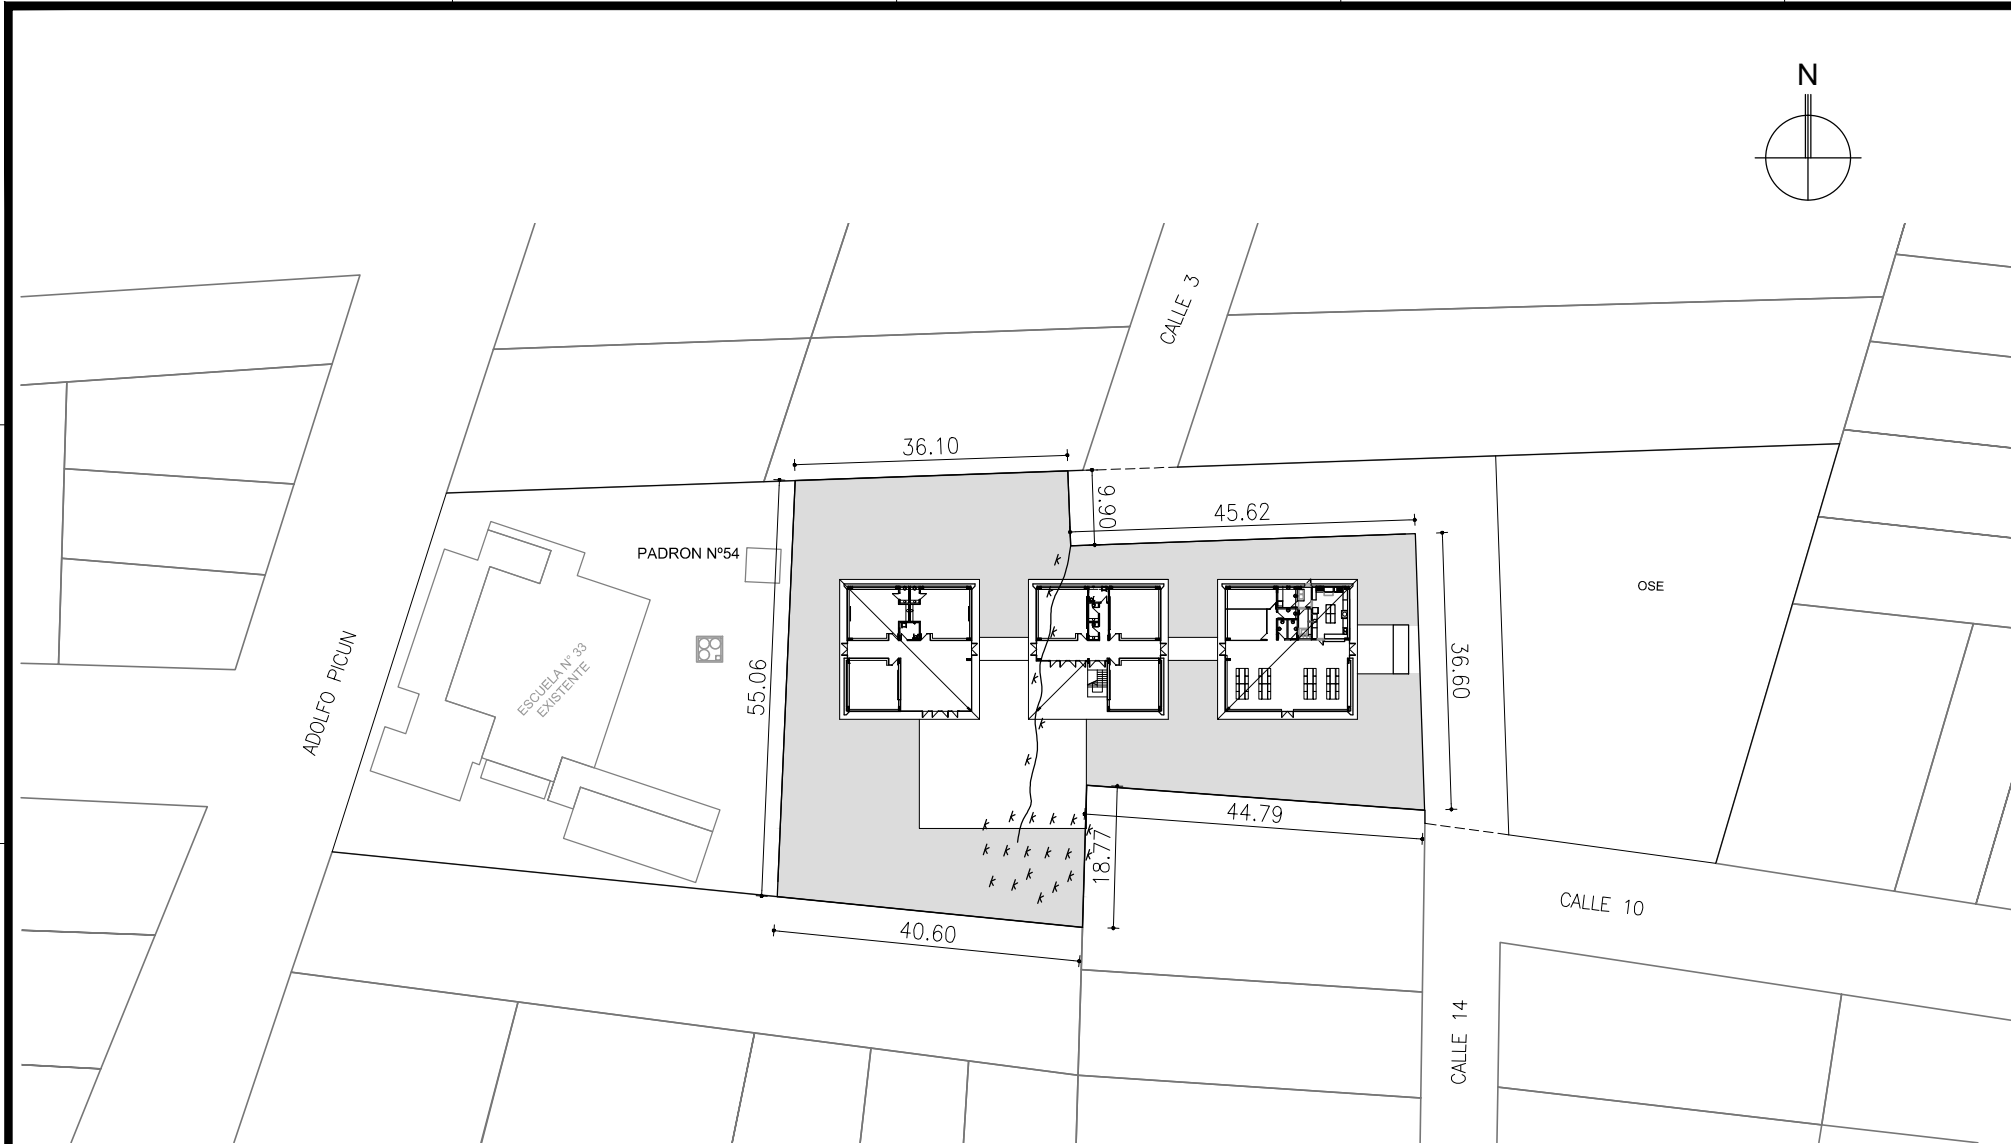 N
CALLE 3
36.10
9.90
45.62
PADRON Nº54
OSE
ESCUELA N° 33
EXISTENTE
ADOLFO PICUN
55.06
36.60
44.79
18.77
40.60
CALLE 10
CALLE 14